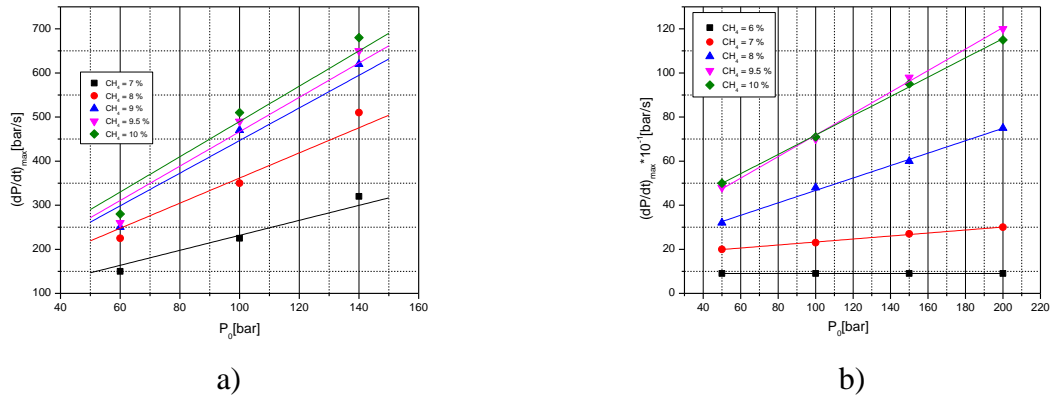 700
600
500
400
300
200
100
(dP/dt)max[bar/s]
CH4 = 7 %
CH4 = 8 %
CH4 = 9 %
CH4 = 9.5 %
CH4 = 10 %
40 60 80 100 120 140 160
P0[bar]
a)
120
100
80
60
40
20
0
(dP/dt)max*10-1[bar/s]
CH4 = 6 %
CH4 = 7 %
CH4 = 8 %
CH4 = 9.5 %
CH4 = 10 %
40 60 80 100 120 140 160 180 200 220
P0[bar]
b)